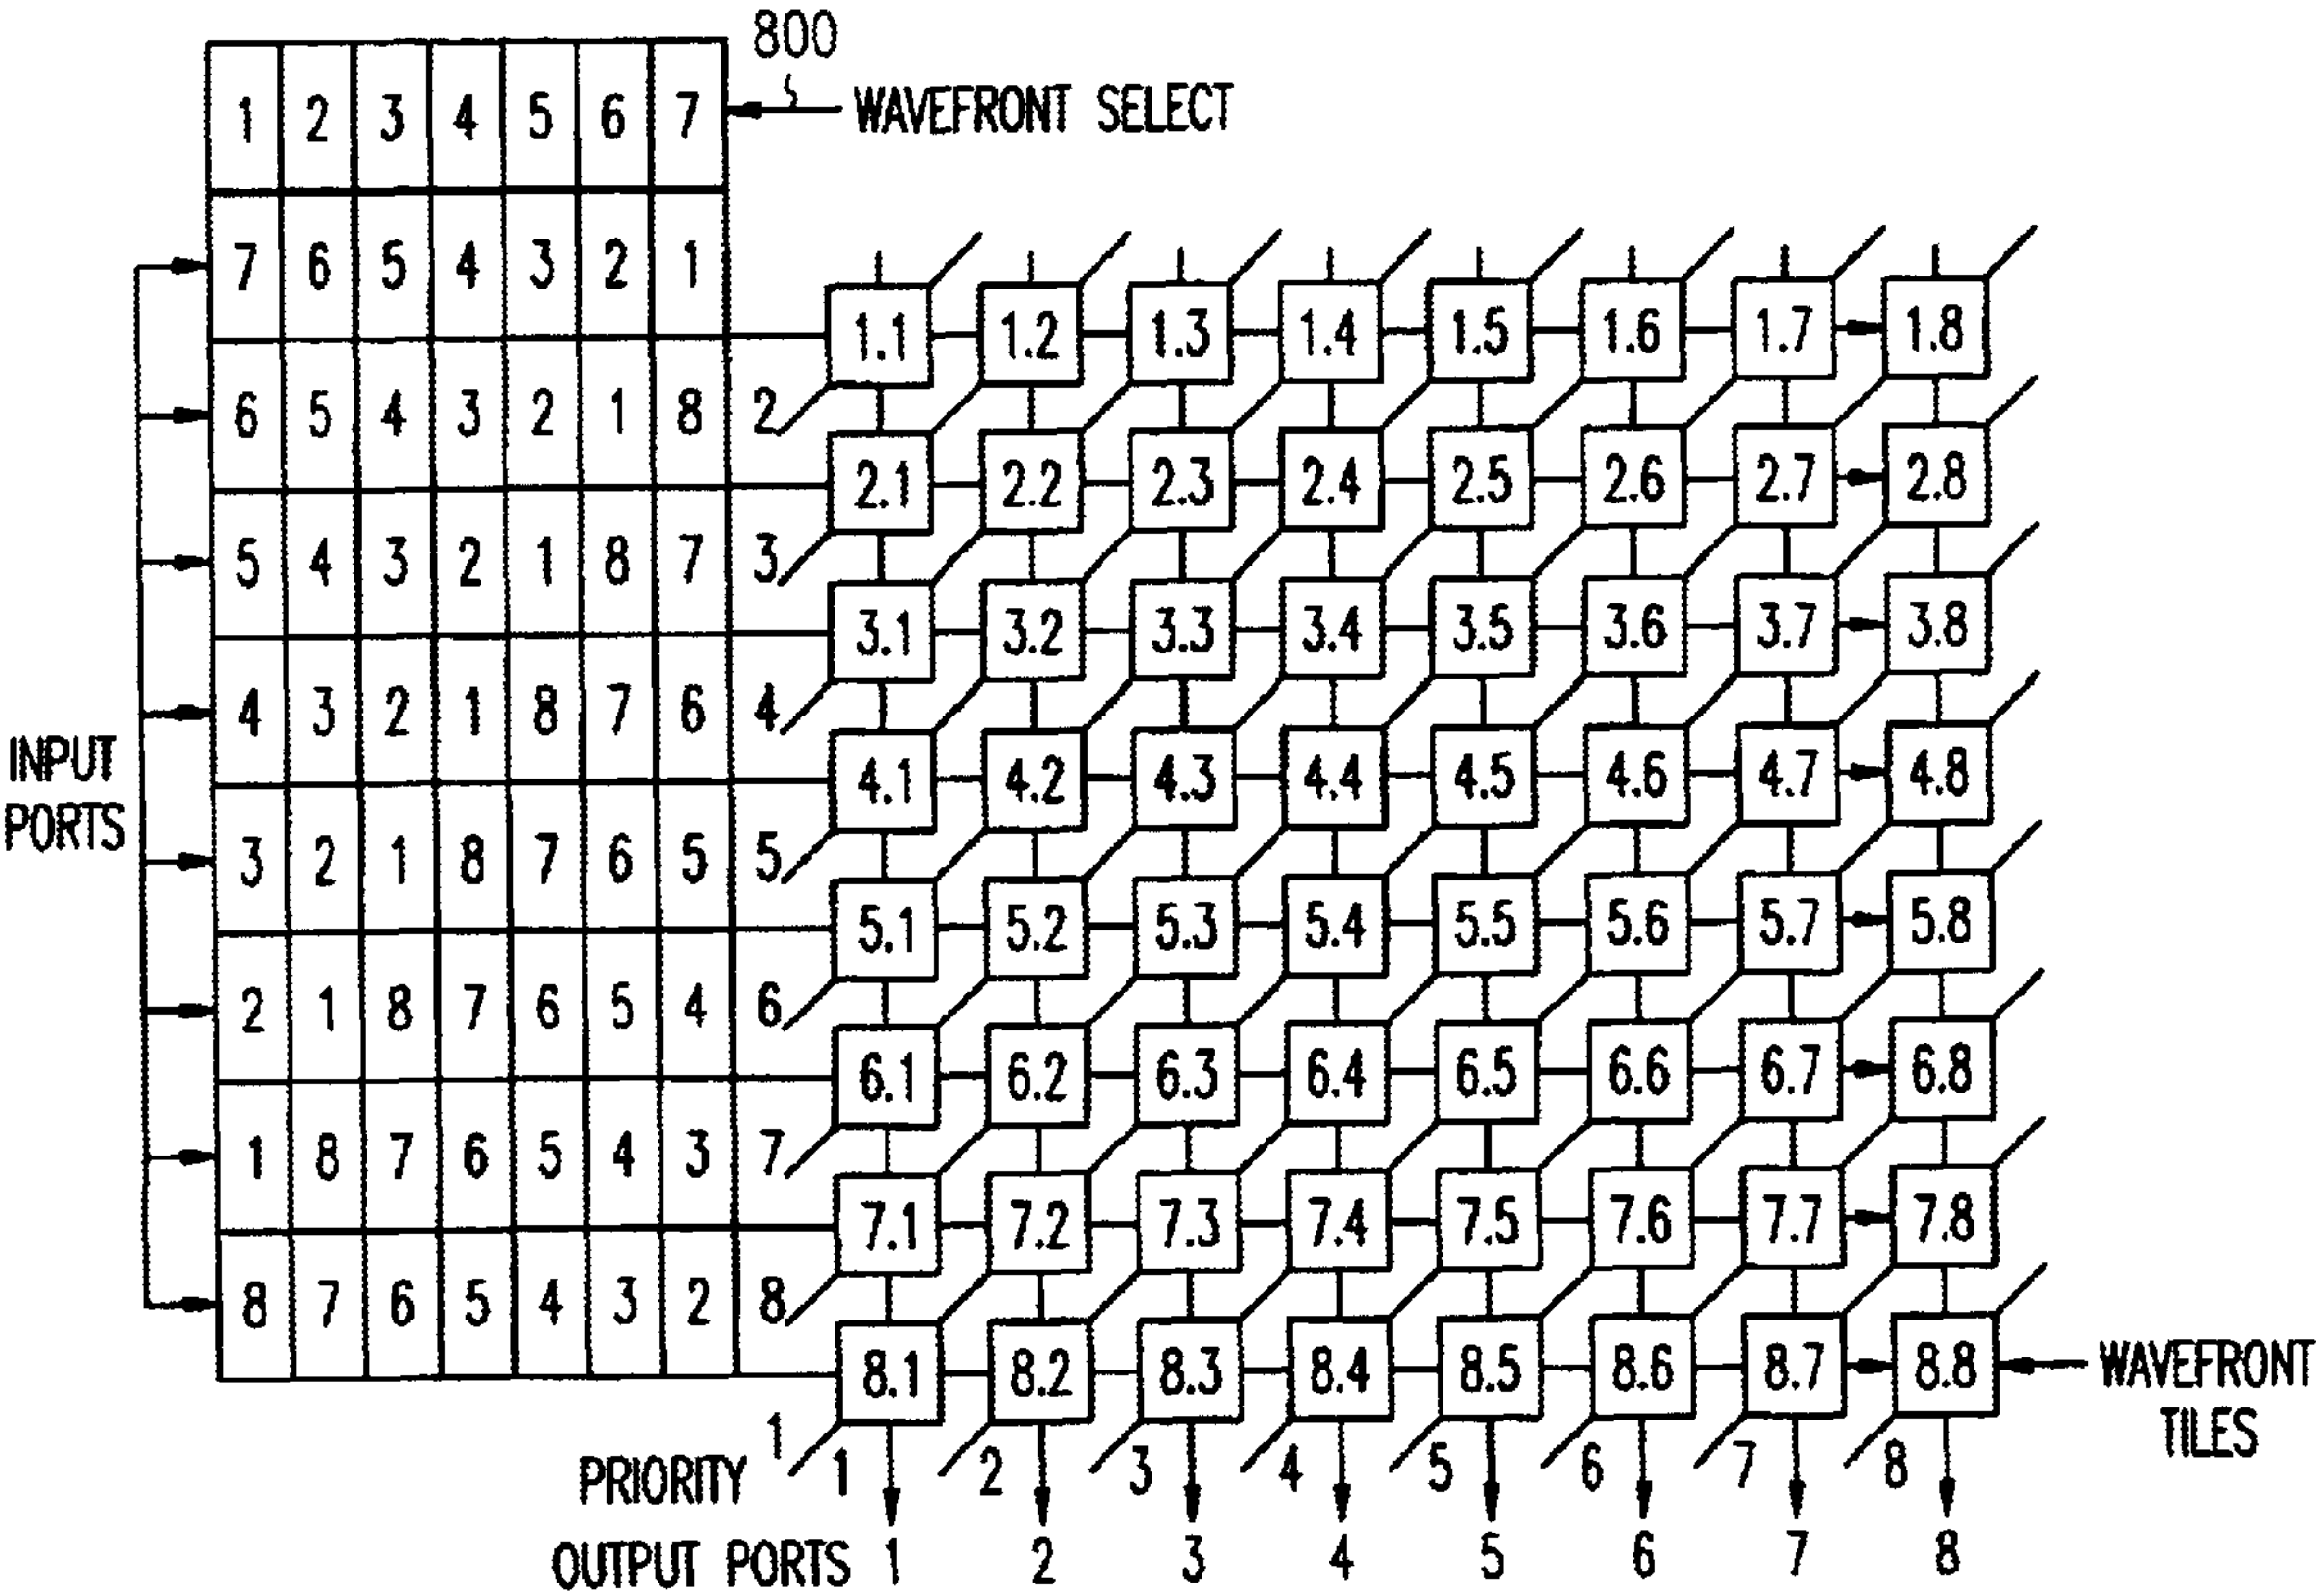 800
1 2 3 4 5 6 7 WAVEFRONT SELECT
7 6 5 4 3 2 1
1.1 1.2 1.3 1.4 1.5 1.6 1.7 1.8
6 5 4 3 2 1 8 2
2.1 2.2 2.3 2.4 2.5 2.6 2.7 2.8
5 4 3 2 1 8 7 3
3.1 3.2 3.3 3.4 3.5 3.6 3.7 3.8
4 3 2 1 8 7 6 4
INPUT
PORTS
4.1 4.2 4.3 4.4 4.5 4.6 4.7 4.8
3 2 1 8 7 6 5 5
5.1 5.2 5.3 5.4 5.5 5.6 5.7 5.8
2 1 8 7 6 5 4 6
6.1 6.2 6.3 6.4 6.5 6.6 6.7 6.8
1 8 7 6 5 4 3 7
7.1 7.2 7.3 7.4 7.5 7.6 7.7 7.8
8 7 6 5 4 3 2 8
8.1 8.2 8.3 8.4 8.5 8.6 8.7 8.8
WAVEFRONT
TILES
1
PRIORITY 1 2 3 4 5 6 7 8
OUTPUT PORTS 1 2 3 4 5 6 7 8